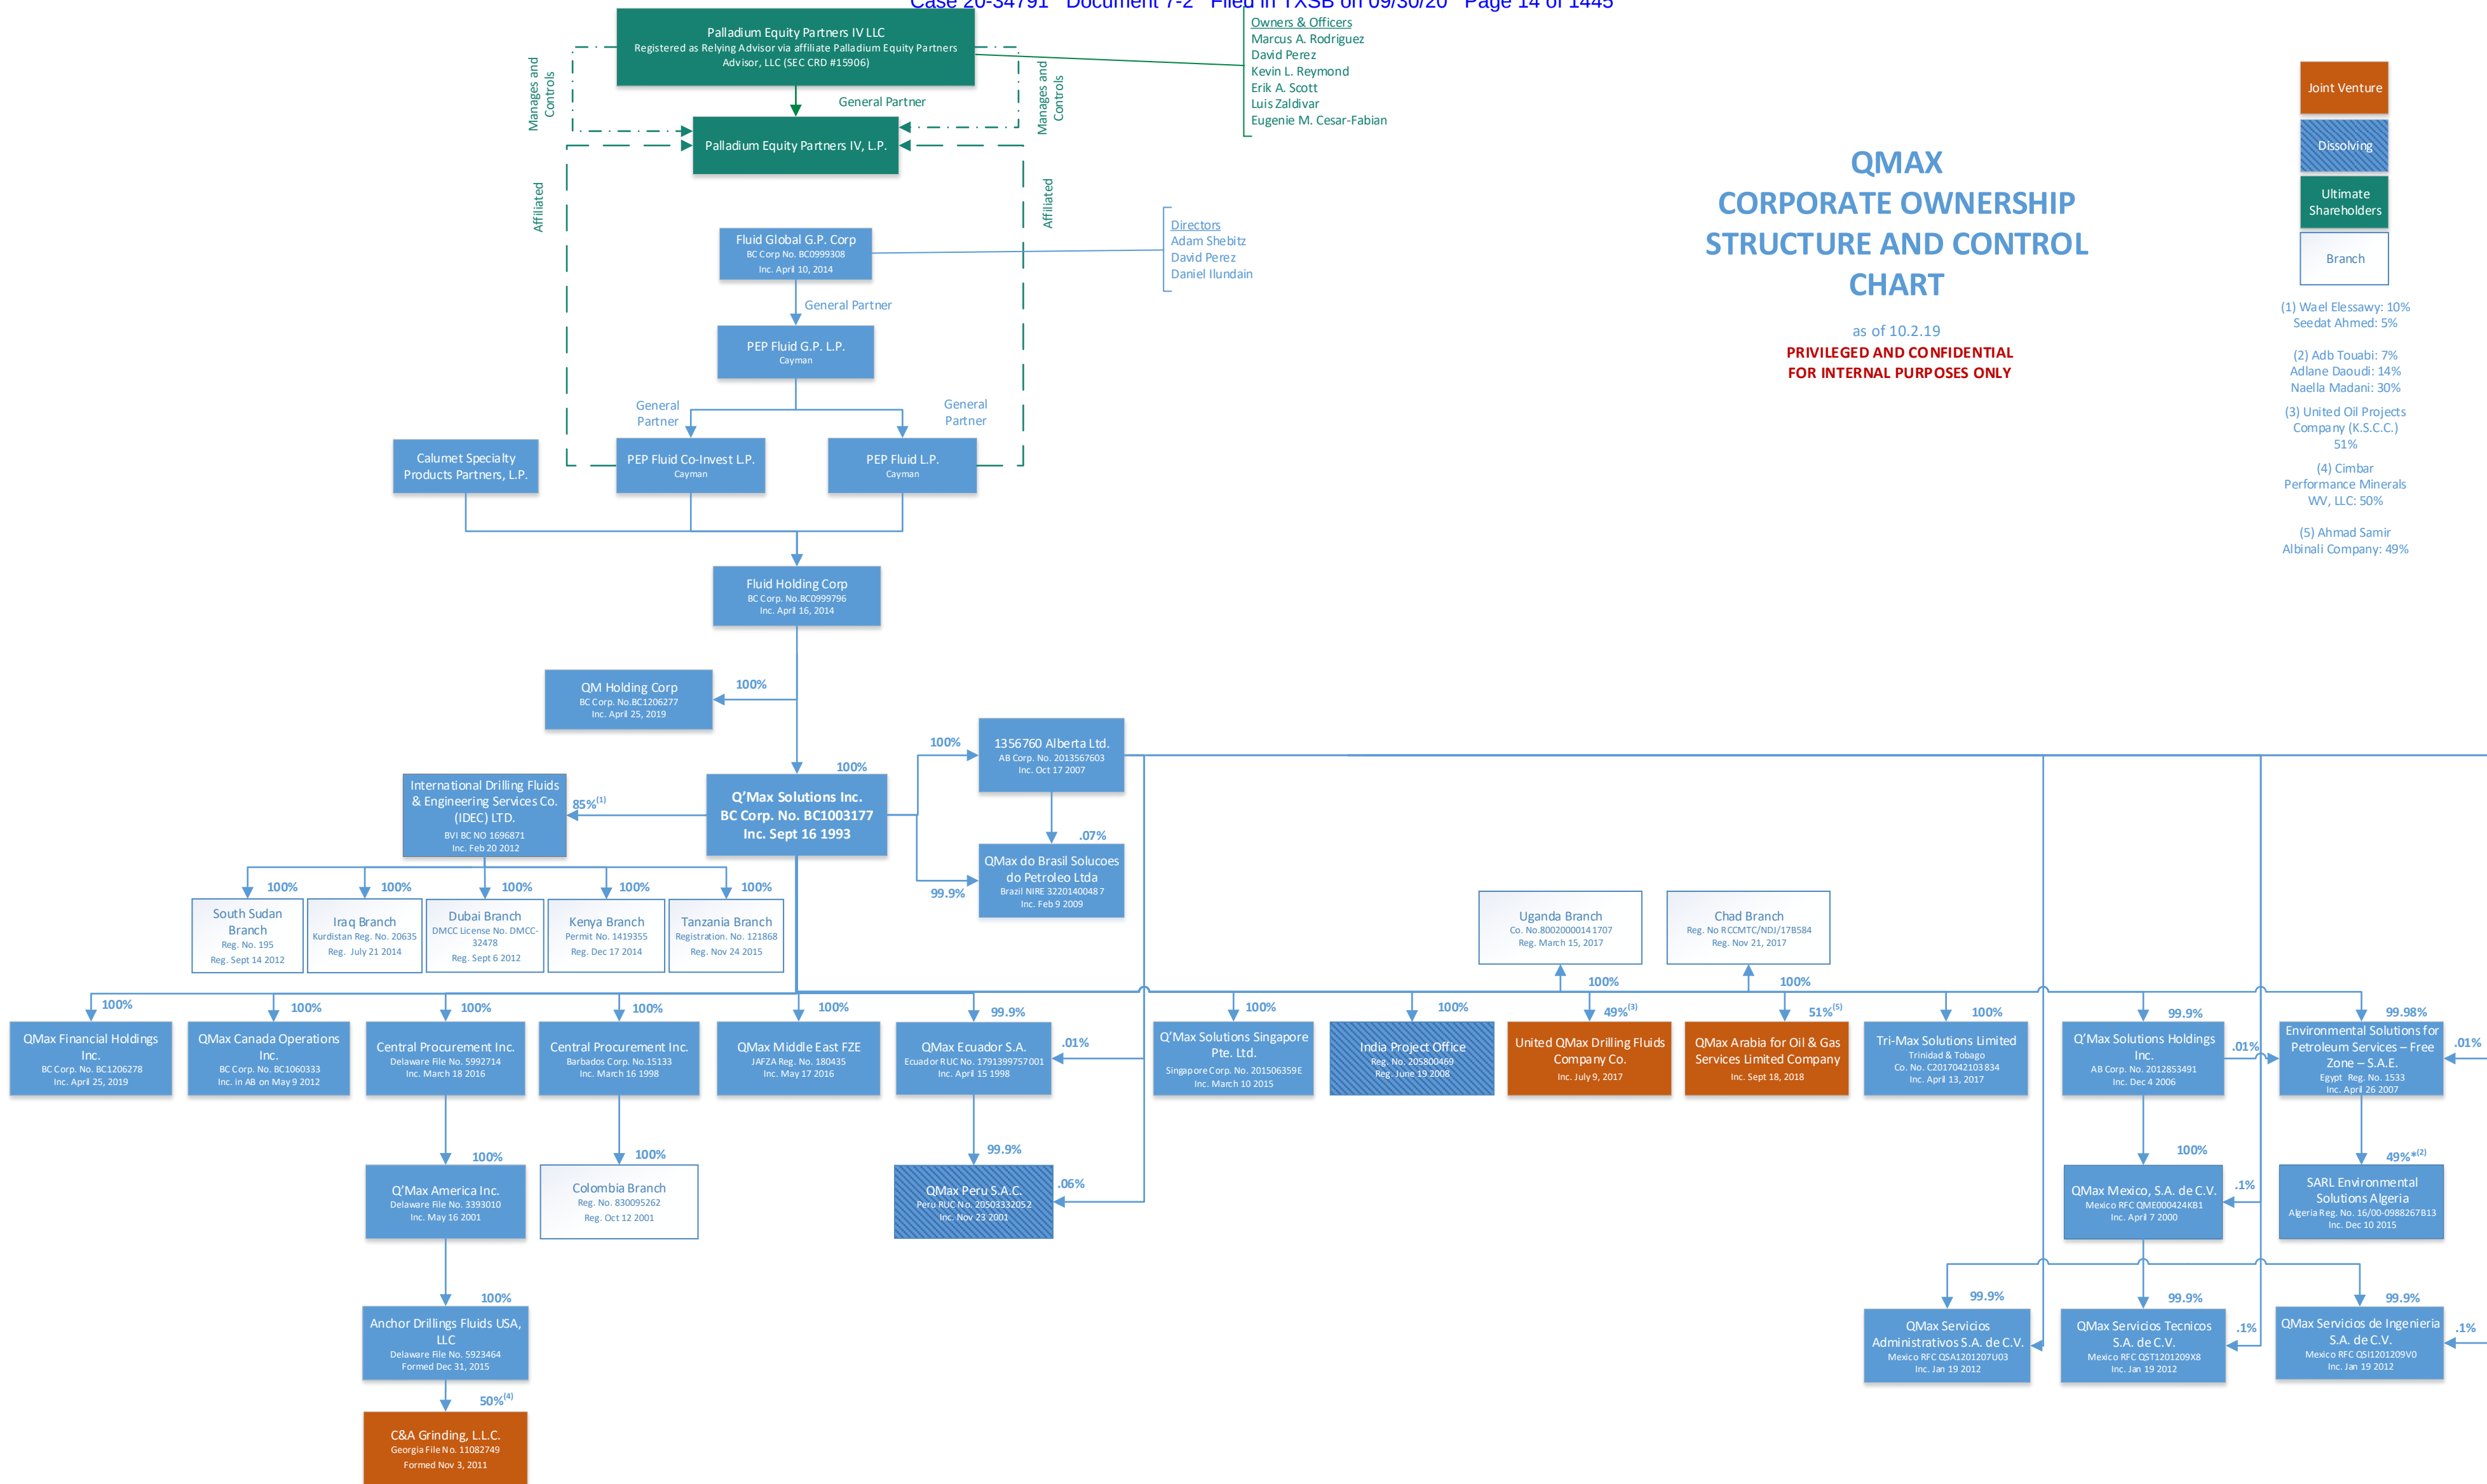 Case 20-34791 Document 7-2 Filed in TXSB on 09/30/20 Page 14 of 1445
Palladium Equity Partners IV LLC
Registered as Relying Advisor via affiliate Palladium Equity Partners
Advisor, LLC (SEC CRD #15906)
Manages and
Controls
Manages and
Controls
General Partner
Palladium Equity Partners IV, L.P.
Affiliated
Affiliated
Owners & Officers
Marcus A. Rodriguez
David Perez
Kevin L. Reymond
Erik A. Scott
Luis Zaldivar
Eugenie M. Cesar-Fabian
Fluid Global G.P. Corp
BC Corp No. BC0999308
Inc. April 10, 2014
Directors
Adam Shebitz
David Perez
Daniel Ilundain
General Partner
PEP Fluid G.P. L.P.
Cayman
General
Partner
General
Partner
Calumet Specialty
Products Partners, L.P.
PEP Fluid Co-Invest L.P.
Cayman
PEP Fluid L.P.
Cayman
QMAX
CORPORATE OWNERSHIP
STRUCTURE AND CONTROL
CHART
as of 10.2.19
PRIVILEGED AND CONFIDENTIAL
FOR INTERNAL PURPOSES ONLY
Joint Venture
Dissolving
Ultimate
Shareholders
Branch
(1) Wael Elessawy: 10%
Seedat Ahmed: 5%
(2) Adb Touabi: 7%
Adlane Daoudi: 14%
Naella Madani: 30%
(3) United Oil Projects
Company (K.S.C.C.)
51%
(4) Cimbar
Performance Minerals
WV, LLC: 50%
(5) Ahmad Samir
Albinali Company: 49%
Fluid Holding Corp
BC Corp. No.BC0999796
Inc. April 16, 2014
QM Holding Corp
BC Corp. No.BC1206277
Inc. April 25, 2019
100%
100%
Q'Max Solutions Inc.
BC Corp. No. BC1003177
Inc. Sept 16 1993
100%
1356760 Alberta Ltd.
AB Corp. No. 2013567603
Inc. Oct 17 2007
.07%
99.9%
QMax do Brasil Solucoes
do Petroleo Ltda
Brazil NIRE 32201400487
Inc. Feb 9 2009
85%(1)
International Drilling Fluids
& Engineering Services Co.
(IDEC) LTD.
BVI BC NO 1696871
Inc. Feb 20 2012
100%
100%
100%
100%
100%
South Sudan
Branch
Reg. No. 195
Reg. Sept 14 2012
Iraq Branch
Kurdistan Reg. No. 20635
Reg. July 21 2014
Dubai Branch
DMCC License No. DMCC-
32478
Reg. Sept 6 2012
Kenya Branch
Permit No. 1419355
Reg. Dec 17 2014
Tanzania Branch
Registration. No. 121868
Reg. Nov 24 2015
Uganda Branch
Co. No.80020000141707
Reg. March 15, 2017
100%
Chad Branch
Reg. No RCCMTC/NDJ/17B584
Reg. Nov 21, 2017
100%
100%
QMax Financial Holdings
Inc.
BC Corp. No. BC1206278
Inc. April 25, 2019
100%
QMax Canada Operations
Inc.
BC Corp. No. BC1060333
Inc. in AB on May 9 2012
100%
Central Procurement Inc.
Delaware File No. 5992714
Inc. March 18 2016
100%
Central Procurement Inc.
Barbados Corp. No.15133
Inc. March 16 1998
100%
QMax Middle East FZE
JAFZA Reg. No. 180435
Inc. May 17 2016
99.9%
QMax Ecuador S.A.
Ecuador RUC No. 1791399757001
Inc. April 15 1998
.01%
100%
Q'Max Solutions Singapore
Pte. Ltd.
Singapore Corp. No. 201506359E
Inc. March 10 2015
100%
India Project Office
Reg. No. 205800469
Reg. June 19 2008
49%(3)
United QMax Drilling Fluids
Company Co.
Inc. July 9, 2017
51%(5)
QMax Arabia for Oil & Gas
Services Limited Company
Inc. Sept 18, 2018
100%
Tri-Max Solutions Limited
Trinidad & Tobago
Co. No. C2017042103834
Inc. April 13, 2017
99.9%
Q'Max Solutions Holdings
Inc.
AB Corp. No. 2012853491
Inc. Dec 4 2006
.01%
99.98%
Environmental Solutions for
Petroleum Services – Free
Zone – S.A.E.
Egypt Reg. No. 1533
Inc. April 26 2007
.01%
100%
Q'Max America Inc.
Delaware File No. 3393010
Inc. May 16 2001
100%
Colombia Branch
Reg. No. 830095262
Reg. Oct 12 2001
99.9%
QMax Peru S.A.C.
Peru RUC No. 20503332052
Inc. Nov 23 2001
.06%
100%
QMax Mexico, S.A. de C.V.
Mexico RFC QME000424KB1
Inc. April 7 2000
.1%
49%*(2)
SARL Environmental
Solutions Algeria
Algeria Reg. No. 16/00-0988267B13
Inc. Dec 10 2015
100%
Anchor Drillings Fluids USA,
LLC
Delaware File No. 5923464
Formed Dec 31, 2015
99.9%
QMax Servicios
Administrativos S.A. de C.V.
Mexico RFC QSA1201207U03
Inc. Jan 19 2012
99.9%
QMax Servicios Tecnicos
S.A. de C.V.
Mexico RFC QST1201209X8
Inc. Jan 19 2012
.1%
99.9%
QMax Servicios de Ingenieria
S.A. de C.V.
Mexico RFC QSI1201209V0
Inc. Jan 19 2012
.1%
50%(4)
C&A Grinding, L.L.C.
Georgia File No. 11082749
Formed Nov 3, 2011